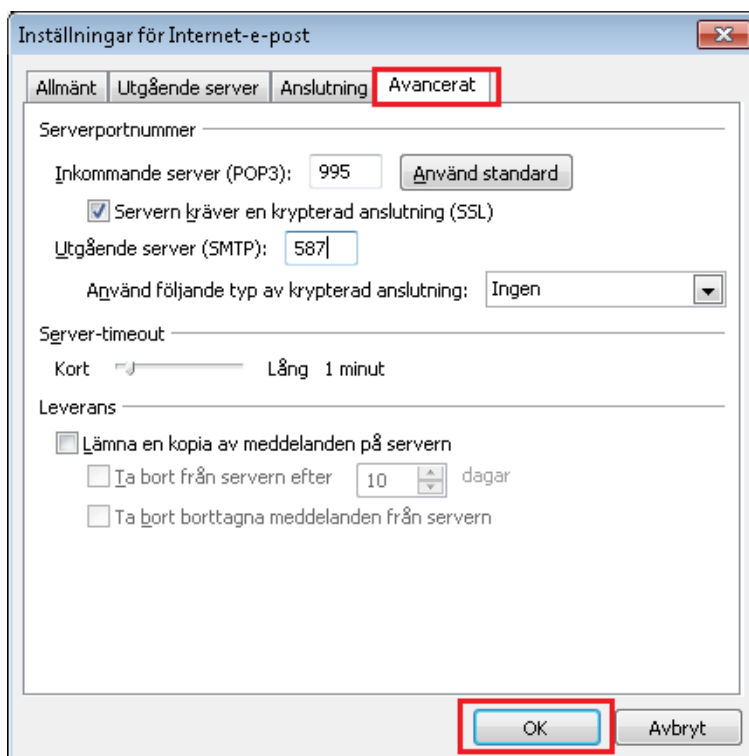 Inställningar för Internet-e-post
Allmänt Utgående server Anslutning Avancerat
Serverportnummer
Inkommande server (POP3): 995 Använd standard
Servern kräver en krypterad anslutning (SSL)
Utgående server (SMTP): 587
Använd följande typ av krypterad anslutning: Ingen
Server-timeout
Kort Lång 1 minut
Leverans
Lämna en kopia av meddelanden på servern
Ta bort från servern efter 10 dagar
Ta bort borttagna meddelanden från servern
OK Avbryt